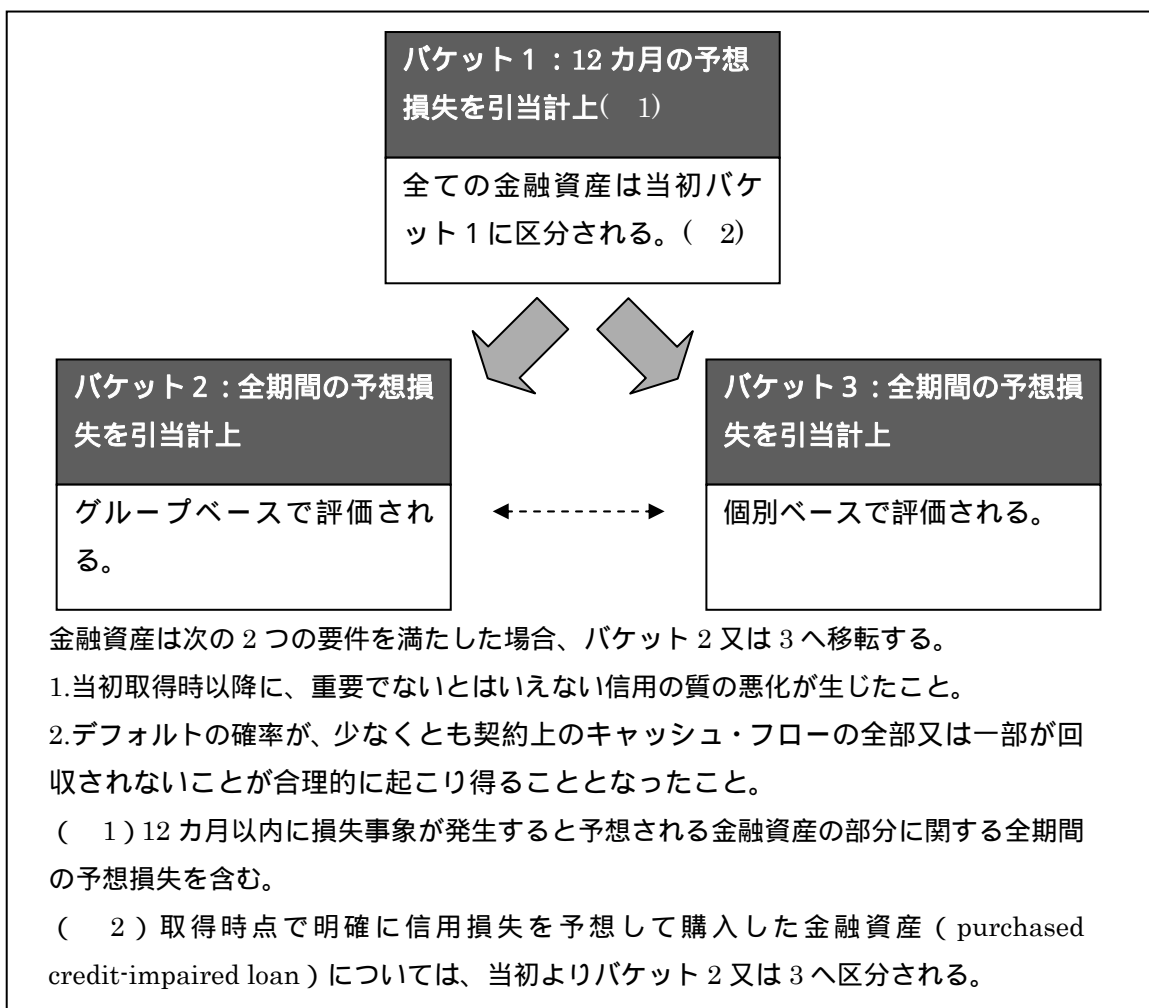 バケット１：12 カ月の予想
損失を引当計上(　1)
全ての金融資産は当初バケ
ット 1 に区分される。(　2)
バケット２：全期間の予想損
失を引当計上
グループベースで評価され
る。
バケット３：全期間の予想損
失を引当計上
個別ベースで評価される。
金融資産は次の 2 つの要件を満たした場合、バケット 2 又は 3 へ移転する。
1.当初取得時以降に、重要でないとはいえない信用の質の悪化が生じたこと。
2.デフォルトの確率が、少なくとも契約上のキャッシュ・フローの全部又は一部が回
収されないことが合理的に起こり得ることとなったこと。
(　1 ) 12 カ月以内に損失事象が発生すると予想される金融資産の部分に関する全期間
の予想損失を含む。
(　2 ) 取得時点で明確に信用損失を予想して購入した金融資産 ( purchased
credit-impaired loan ) については、当初よりバケット 2 又は 3 へ区分される。